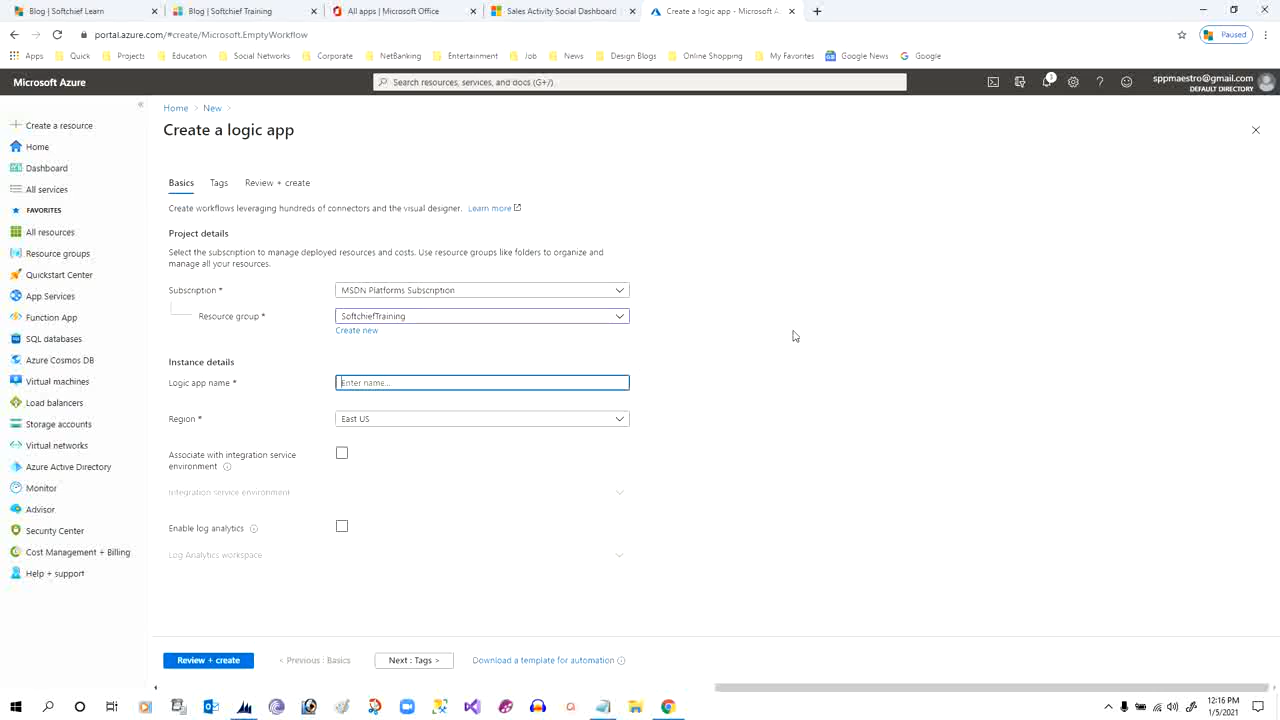 Blog | Softchief Learn
Blog | Softchief Training
All apps | Microsoft Office
Sales Activity Social Dashboard
Create a logic app - Microsoft A
portal.azure.com/#create/Microsoft.EmptyWorkflow
Paused
Apps
Quick
Projects
Education
Social Networks
Corporate
NetBanking
Entertainment
Job
News
Design Blogs
Online Shopping
My Favorites
Google News
Google
Microsoft Azure
Search resources, services, and docs (G+/)
1
sppmaestro@gmail.com
DEFAULT DIRECTORY
«
Home > New >
Create a logic app
Create a resource
Home
Dashboard
All services
FAVORITES
All resources
Resource groups
Quickstart Center
App Services
Function App
SQL databases
Azure Cosmos DB
Virtual machines
Load balancers
Storage accounts
Virtual networks
Azure Active Directory
Monitor
Advisor
Security Center
Cost Management + Billing
Help + support
Basics
Tags
Review + create
Create workflows leveraging hundreds of connectors and the visual designer. Learn more
Project details
Select the subscription to manage deployed resources and costs. Use resource groups like folders to organize and
manage all your resources.
Subscription *
MSDN Platforms Subscription
Resource group *
SoftchiefTraining
Create new
Instance details
Logic app name *
Enter name...
Region *
East US
Associate with integration service
environment
Integration service environment
Enable log analytics
Log Analytics workspace
Review + create
< Previous : Basics
Next : Tags >
Download a template for automation
12:16 PM
1/5/2021